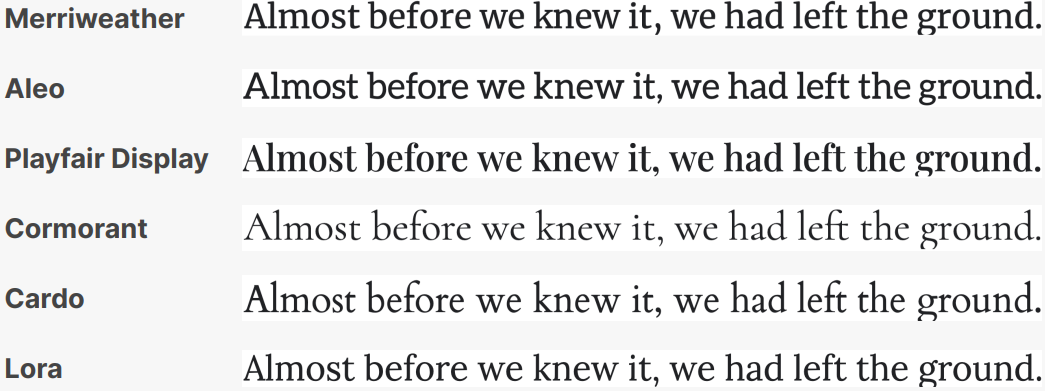 Merriweather Almost before we knew it, we had left the ground.
Aleo Almost before we knew it, we had left the ground.
Playfair Display Almost before we knew it, we had left the ground.
Cormorant Almost before we knew it, we had left the ground.
Cardo Almost before we knew it, we had left the ground.
Lora Almost before we knew it, we had left the ground.